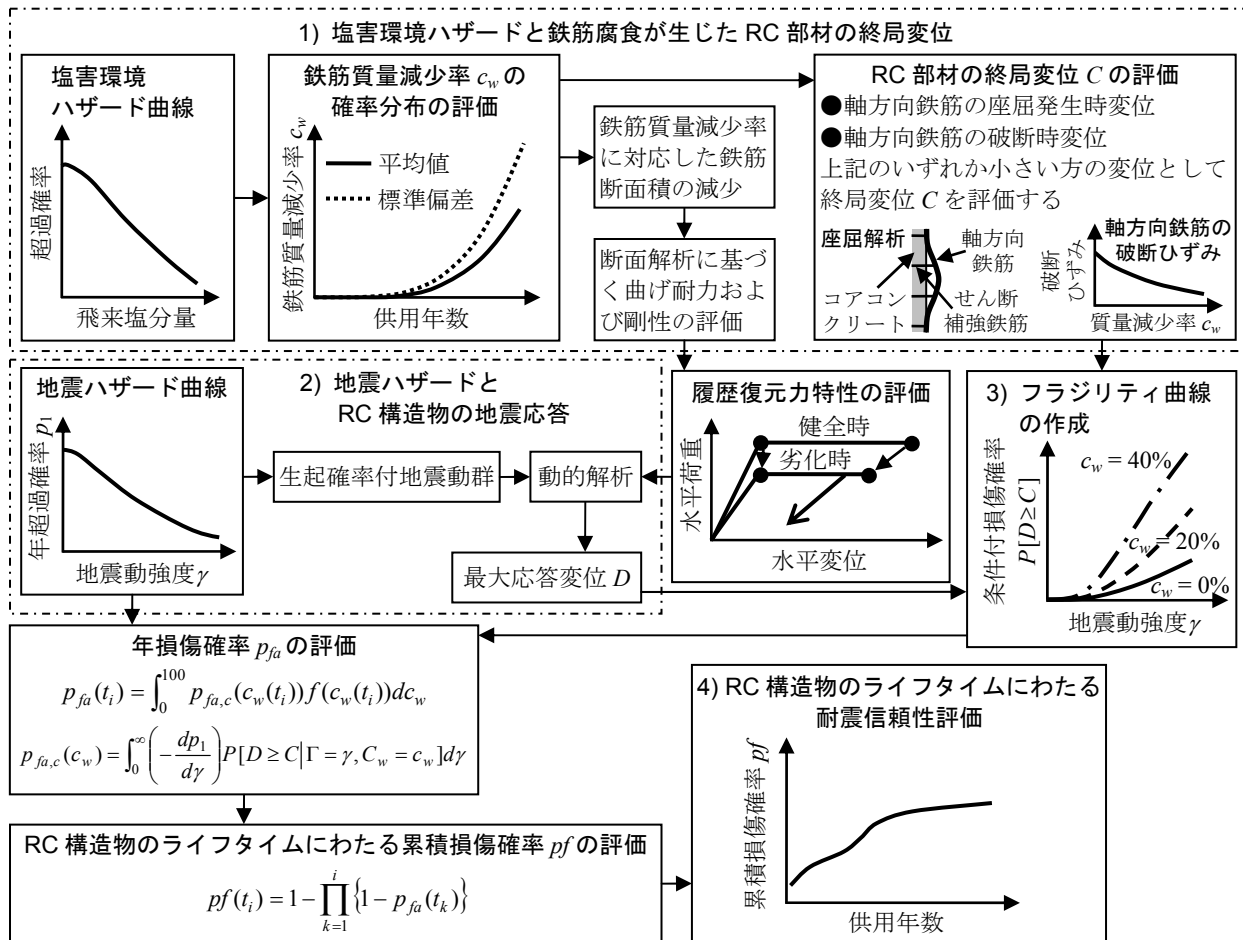 1) 塩害環境ハザードと鉄筋腐食が生じた RC 部材の終局変位
塩害環境
ハザード曲線
超過確率
飛来塩分量
鉄筋質量減少率 c_w の
確率分布の評価
鉄筋質量減少率 c_w
平均値
標準偏差
供用年数
鉄筋質量減少率
に対応した鉄筋
断面積の減少
断面解析に基づ
く曲げ耐力およ
び剛性の評価
RC 部材の終局変位 C の評価
●軸方向鉄筋の座屈発生時変位
●軸方向鉄筋の破断時変位
上記のいずれか小さい方の変位として
終局変位 C を評価する
座屈解析
軸方向
鉄筋
コアコン
クリート
せん断
補強鉄筋
軸方向鉄筋の
破断ひずみ
破断
ひずみ
質量減少率 c_w
2) 地震ハザードと
RC 構造物の地震応答
地震ハザード曲線
年超過確率 p_1
地震動強度 γ
生起確率付地震動群
動的解析
最大応答変位 D
履歴復元力特性の評価
水平荷重
健全時
劣化時
水平変位
3) フラジリティ曲線
の作成
条件付損傷確率
P[D≥C]
c_w = 40%
c_w = 20%
c_w = 0%
地震動強度 γ
年損傷確率 p_{fa} の評価
p_{fa}(t_i) = ∫_0^{100} p_{fa,c}(c_w(t_i)) f(c_w(t_i)) dc_w
p_{fa,c}(c_w) = ∫_0^∞ (−dp_1/dγ) P[D ≥ C|Γ = γ, C_w = c_w] dγ
RC 構造物のライフタイムにわたる累積損傷確率 pf の評価
pf(t_i) = 1 − ∏_{k=1}^{i} {1 − p_{fa}(t_k)}
4) RC 構造物のライフタイムにわたる
耐震信頼性評価
累積損傷確率 pf
供用年数